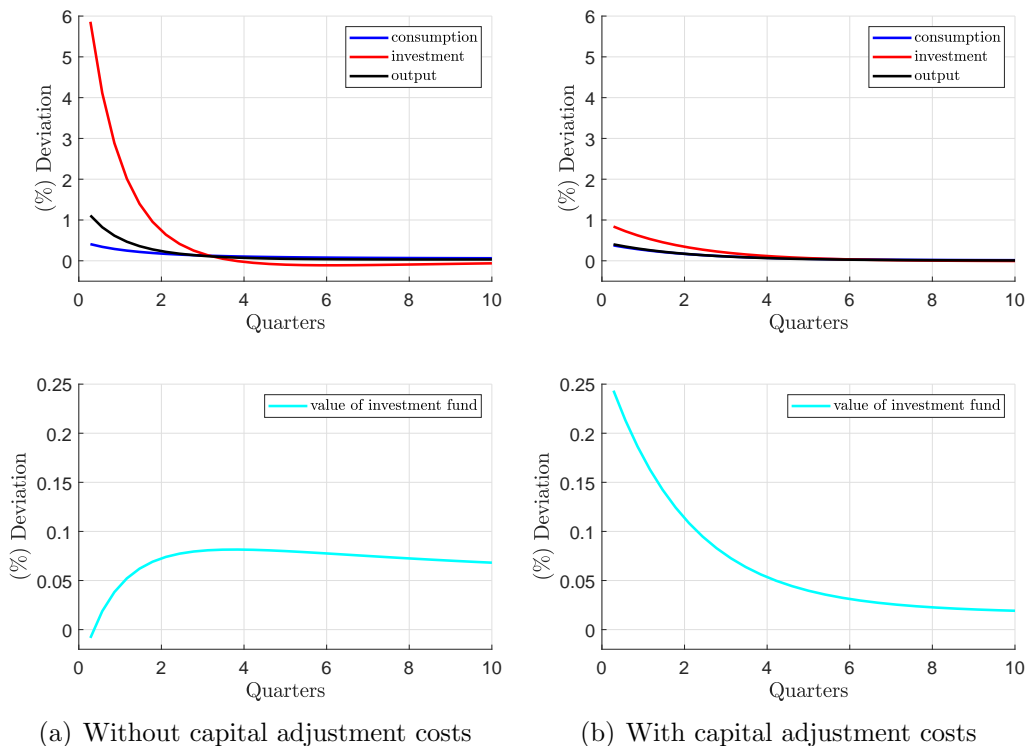 6
5
4
3
2
1
0
0 2 4 6 8 10
(%) Deviation
Quarters
consumption
investment
output
6
5
4
3
2
1
0
0 2 4 6 8 10
(%) Deviation
Quarters
consumption
investment
output
0.25
0.2
0.15
0.1
0.05
0
0 2 4 6 8 10
(%) Deviation
Quarters
value of investment fund
0.25
0.2
0.15
0.1
0.05
0
0 2 4 6 8 10
(%) Deviation
Quarters
value of investment fund
(a) Without capital adjustment costs
(b) With capital adjustment costs